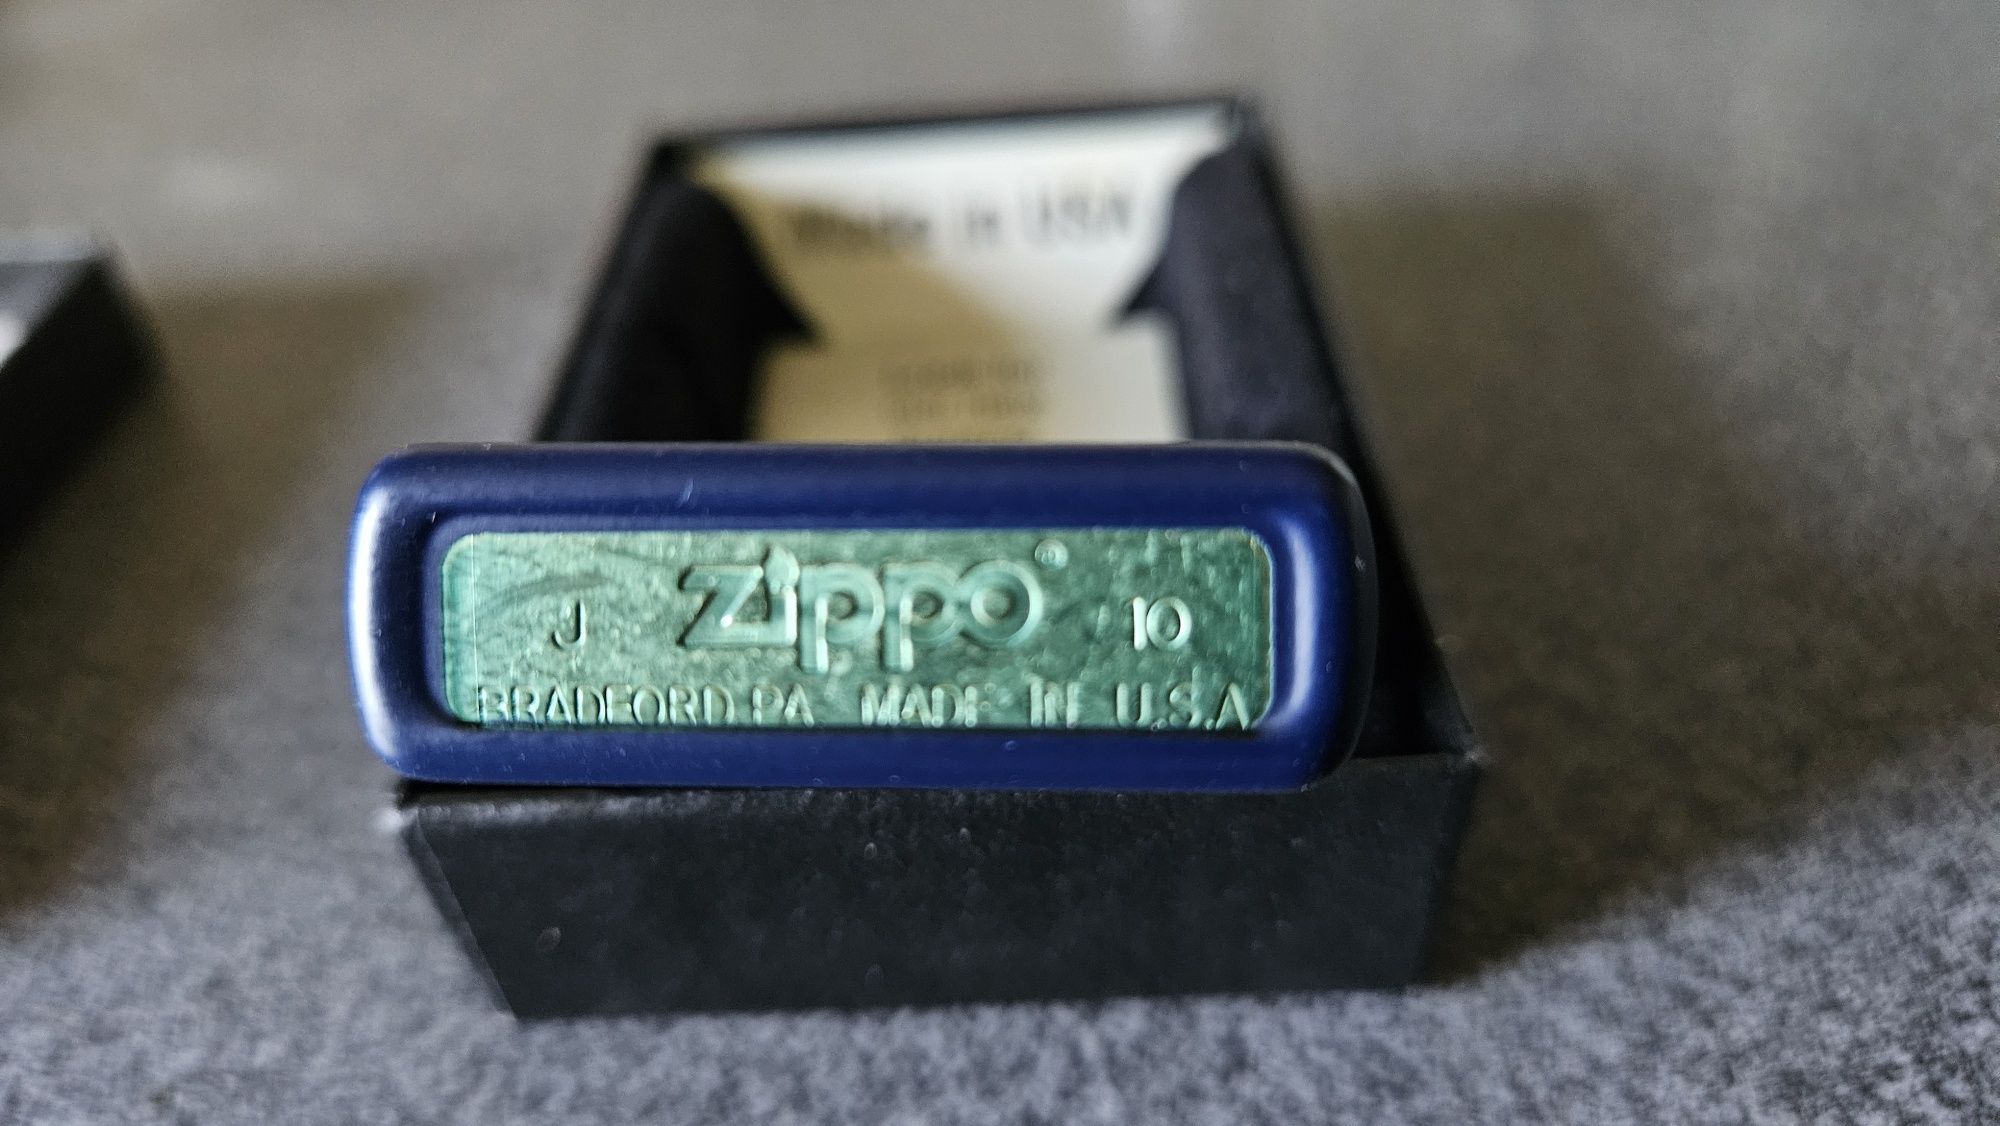 Made in USA
zippo®
J 10
BRADFORD PA MADE IN U.S.A